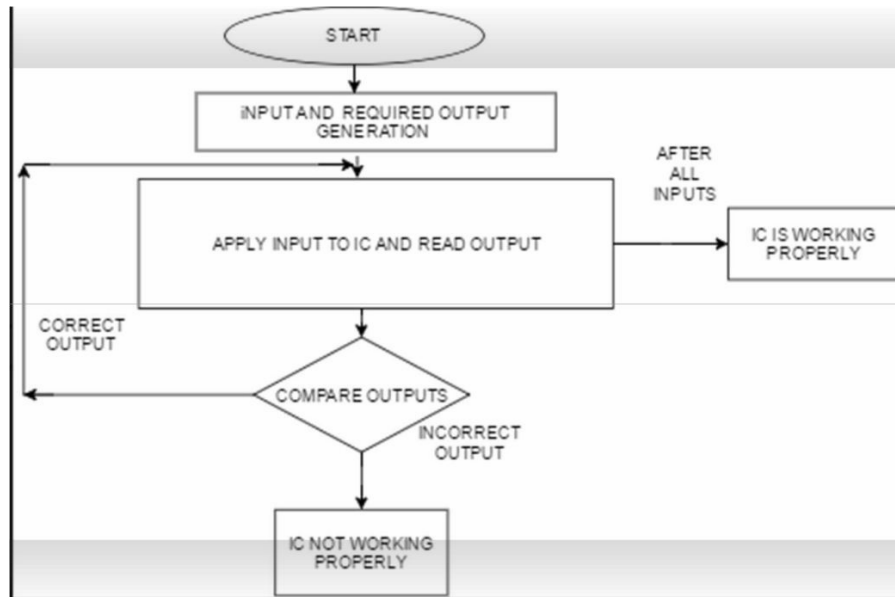 START
iNPUT AND REQUIRED OUTPUT
GENERATION
AFTER
ALL
INPUTS
APPLY INPUT TO IC AND READ OUTPUT
IC IS WORKING
PROPERLY
CORRECT
OUTPUT
COMPARE OUTPUTS
INCORRECT
OUTPUT
IC NOT WORKING
PROPERLY